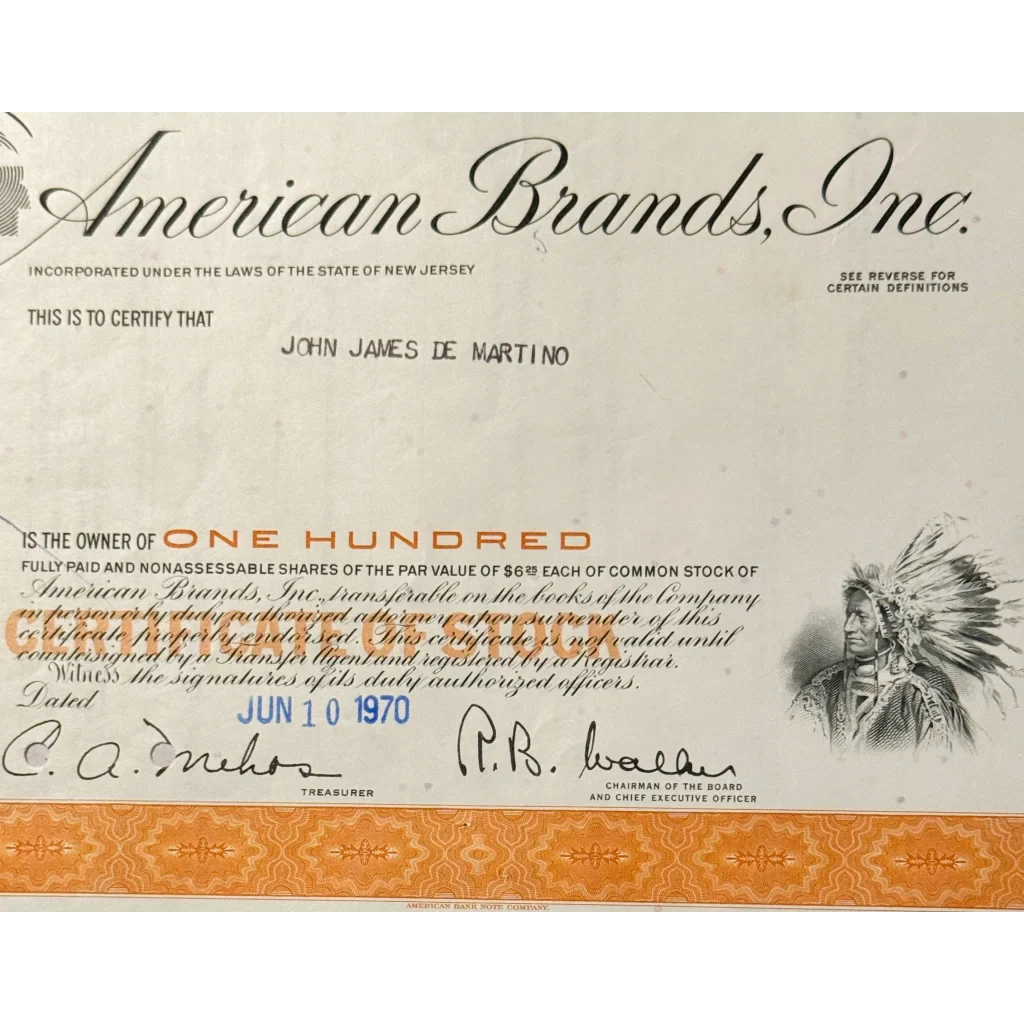 American Brands, Inc.
INCORPORATED UNDER THE LAWS OF THE STATE OF NEW JERSEY
SEE REVERSE FOR
CERTAIN DEFINITIONS
THIS IS TO CERTIFY THAT
JOHN JAMES DE MARTINO
IS THE OWNER OF ONE HUNDRED
FULLY PAID AND NONASSESSABLE SHARES OF THE PAR VALUE OF $6.25 EACH OF COMMON STOCK OF
American Brands, Inc., transferable on the books of the Company
in person or by duly authorized attorney upon surrender of this
certificate properly endorsed. This certificate is not valid until
countersigned by a Transfer Agent and registered by a Registrar.
CERTIFICATE OF STOCK
Witness the signatures of its duly authorized officers.
Dated
JUN 10 1970
C. A. Mehos
R. B. Walker
TREASURER
CHAIRMAN OF THE BOARD
AND CHIEF EXECUTIVE OFFICER
AMERICAN BANK NOTE COMPANY.